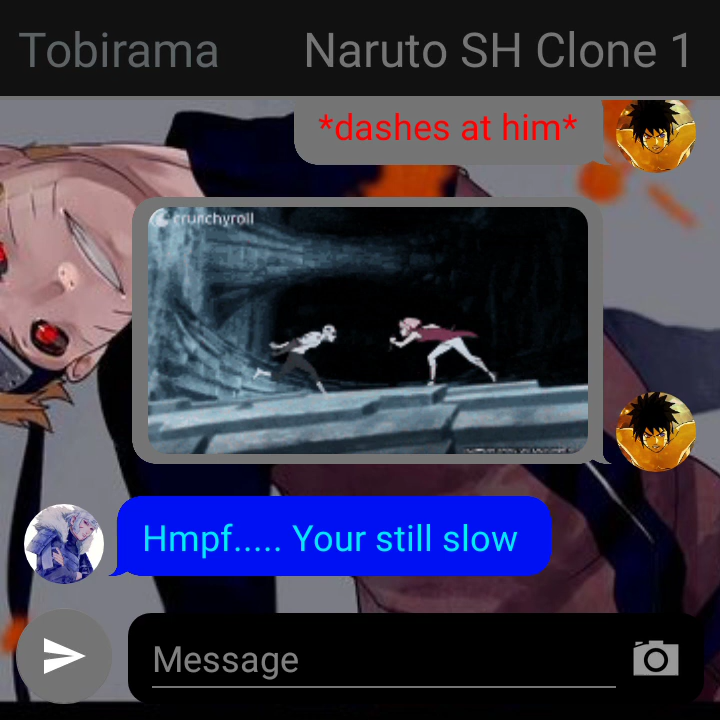 Tobirama Naruto SH Clone 1
*dashes at him*
crunchyroll
Hmpf..... Your still slow
Message